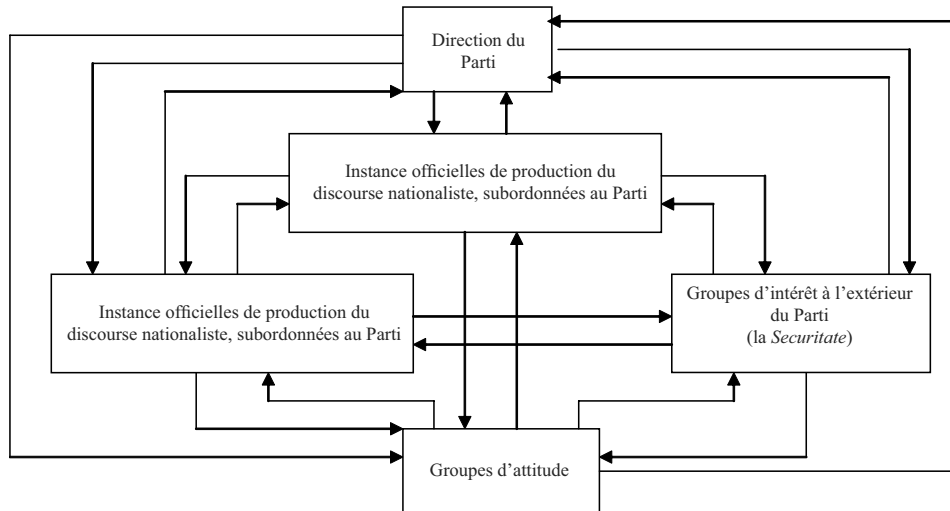 Direction du
Parti
Instance officielles de production du
discourse nationaliste, subordonnées au Parti
Instance officielles de production du
discourse nationaliste, subordonnées au Parti
Groupes d'intérêt à l'extérieur
du Parti
(la Securitate)
Groupes d'attitude